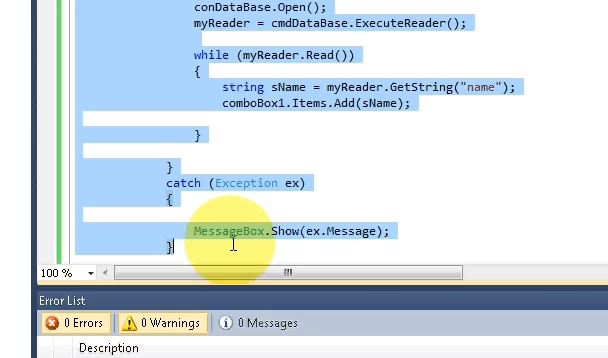 conDataBase.Open();
myReader = cmdDataBase.ExecuteReader();
while (myReader.Read())
{
string sName = myReader.GetString("name");
comboBox1.Items.Add(sName);
}
}
catch (Exception ex)
{
MessageBox.Show(ex.Message);
}
100 %
Error List
0 Errors
0 Warnings
0 Messages
Description